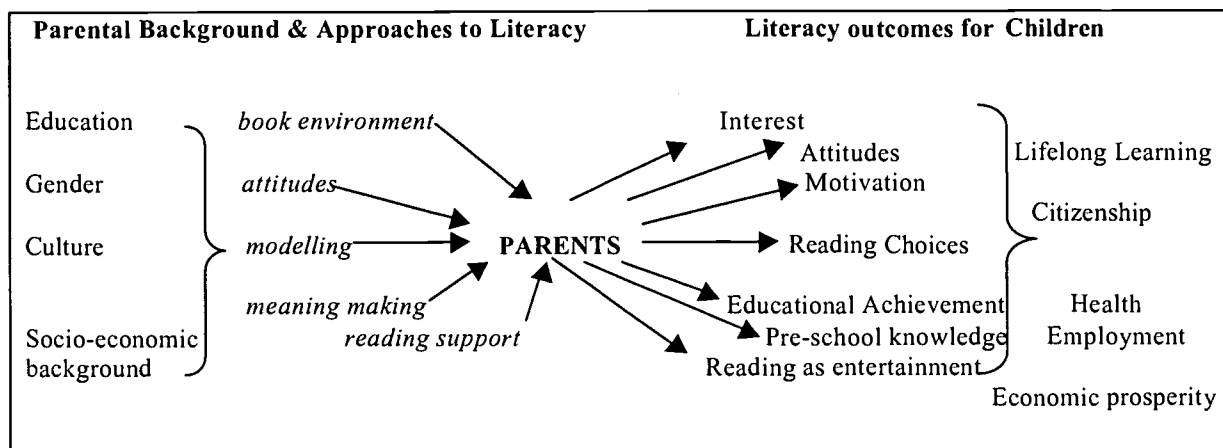 Parental Background & Approaches to Literacy
Literacy outcomes for Children
Education
Gender
Culture
Socio-economic
background
book environment
attitudes
modelling
meaning making
reading support
PARENTS
Interest
Attitudes
Motivation
Reading Choices
Educational Achievement
Pre-school knowledge
Reading as entertainment
Lifelong Learning
Citizenship
Health
Employment
Economic prosperity